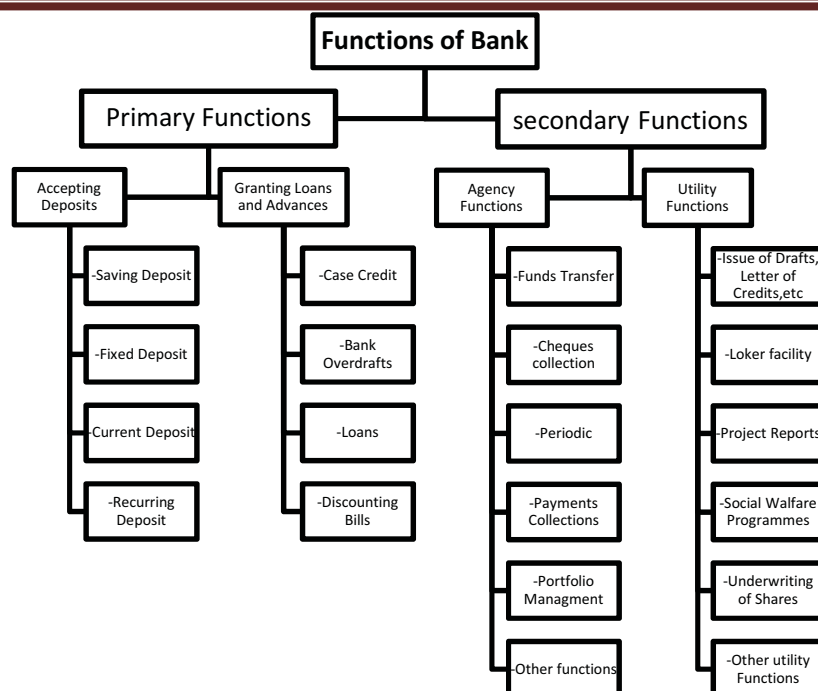 Functions of Bank
Primary Functions
secondary Functions
Accepting
Deposits
Granting Loans
and Advances
Agency
Functions
Utility
Functions
-Saving Deposit
-Fixed Deposit
-Current Deposit
-Recurring
Deposit
-Case Credit
-Bank
Overdrafts
-Loans
-Discounting
Bills
-Funds Transfer
-Cheques
collection
-Periodic
-Payments
Collections
-Portfolio
Managment
-Other functions
-Issue of Drafts,
Letter of
Credits,etc
-Loker facility
-Project Reports
-Social Walfare
Programmes
-Underwriting
of Shares
-Other utility
Functions